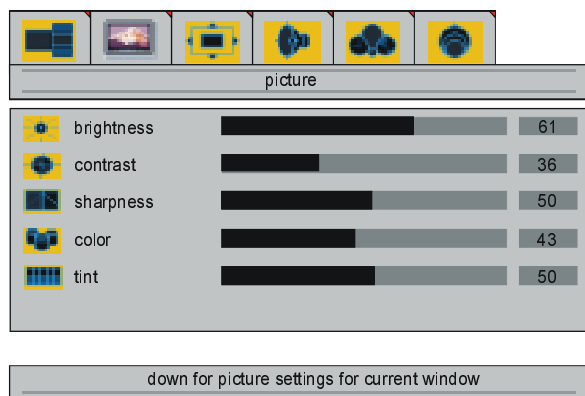 picture
brightness 61
contrast 36
sharpness 50
color 43
tint 50
down for picture settings for current window